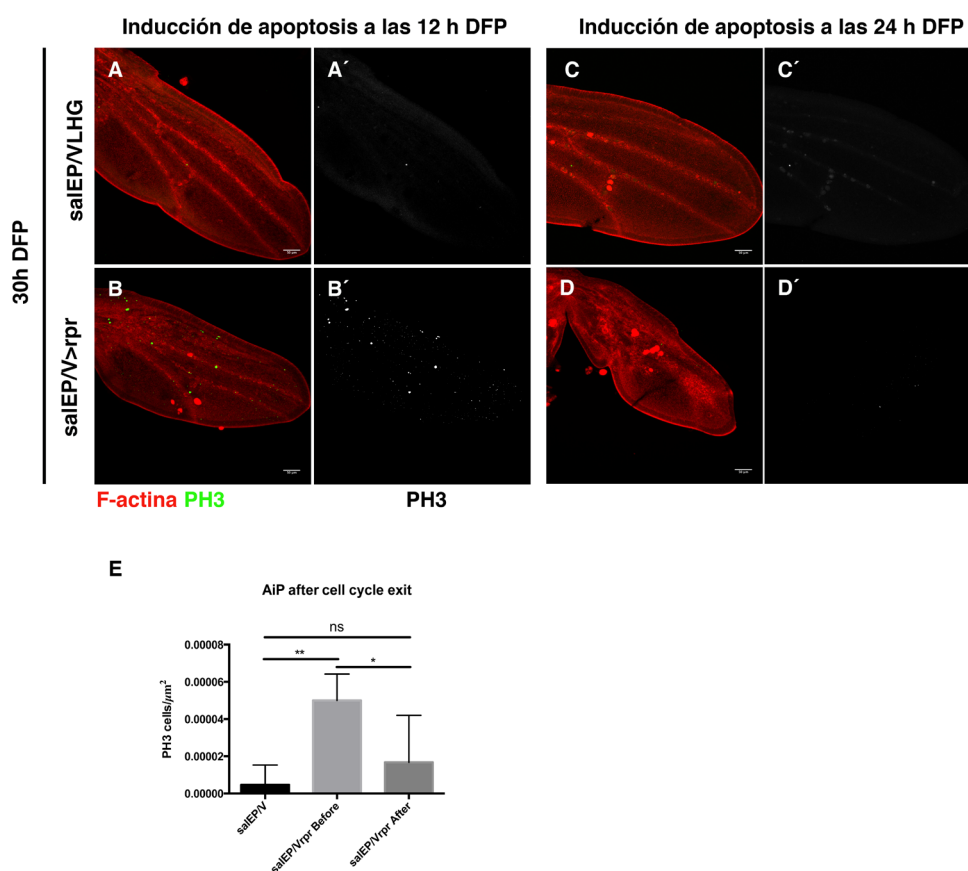 Inducción de apoptosis a las 12 h DFP
Inducción de apoptosis a las 24 h DFP
30h DFP
salEP/VLHG
A
A´
C
C´
salEP/V>rpr
B
B´
D
D´
F-actina PH3
PH3
E
AiP after cell cycle exit
ns
**
*
PH3 cells/μm²
0.00008
0.00006
0.00004
0.00002
0.00000
salEP/V
salEP/Vrpr Before
salEP/Vrpr After